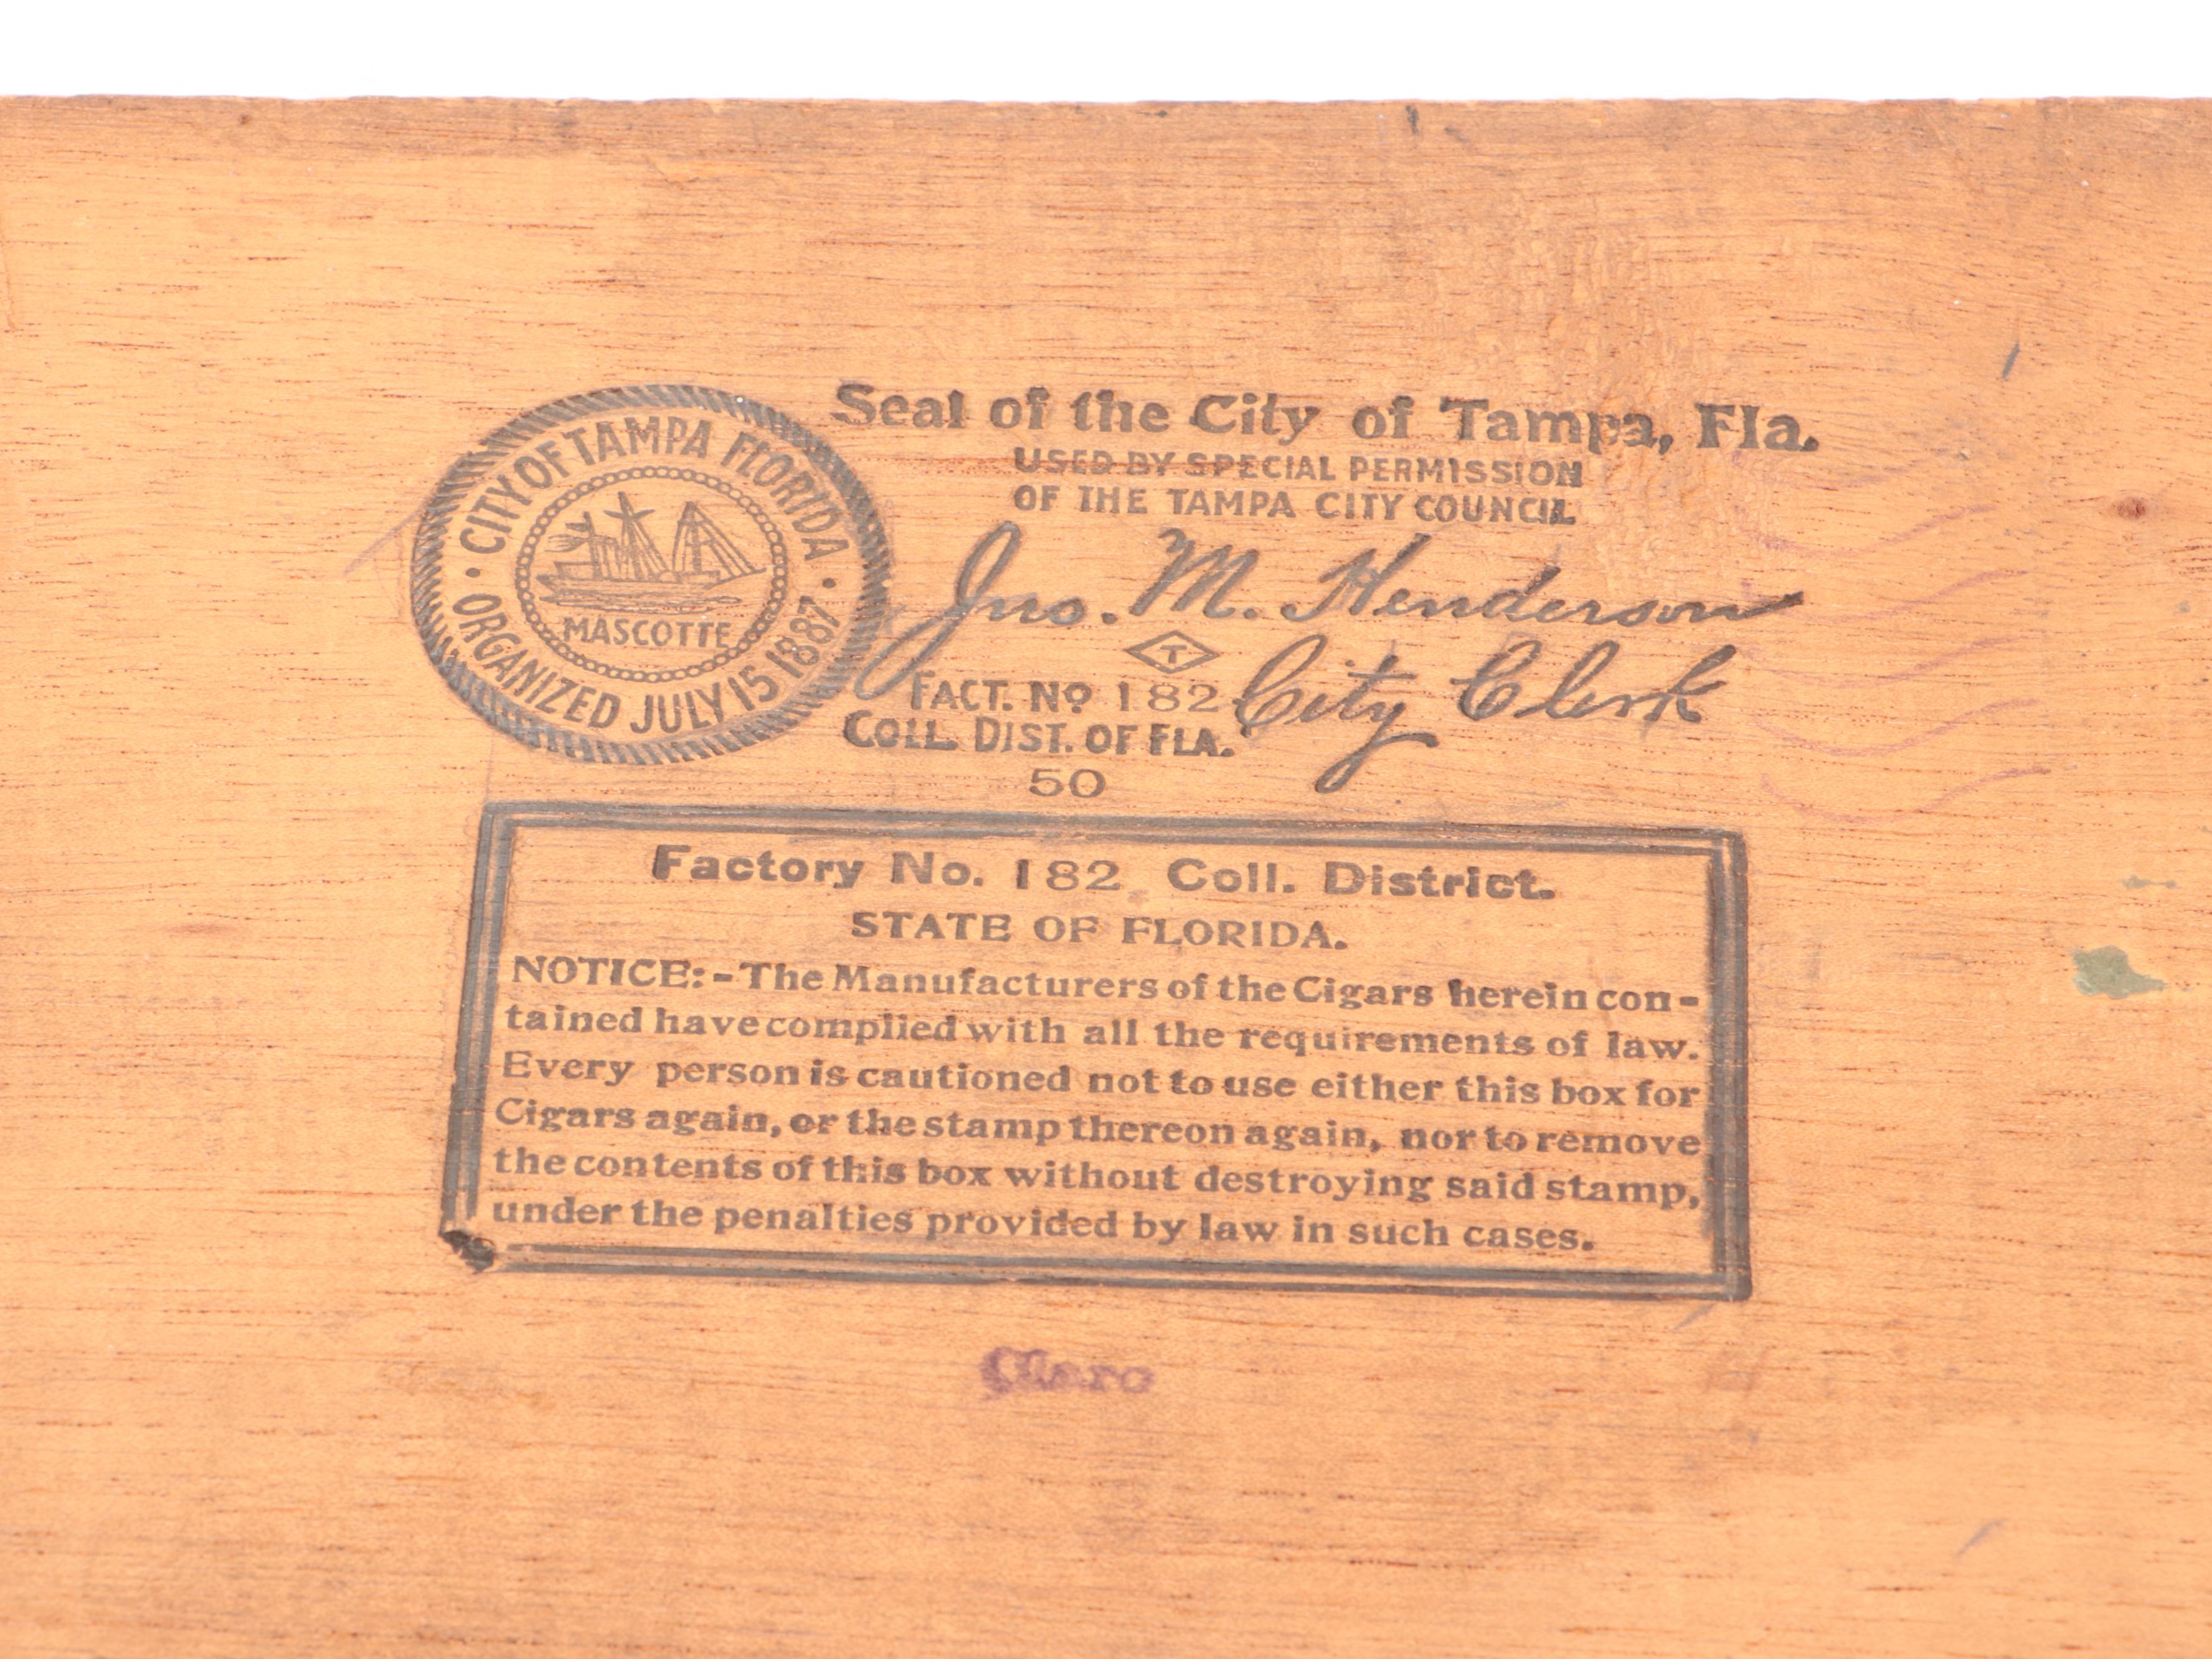 CITY OF TAMPA FLORIDA
MASCOTTE
ORGANIZED JULY 15 1887
Seal of the City of Tampa, Fla.
USED BY SPECIAL PERMISSION
OF THE TAMPA CITY COUNCIL
Jno. M. Henderson
T
City Clerk
FACT. No 182
COLL. DIST. OF FLA.
50
Factory No. 182 Coll. District.
STATE OF FLORIDA.
NOTICE:-The Manufacturers of the Cigars herein con-
tained have complied with all the requirements of law.
Every person is cautioned not to use either this box for
Cigars again, or the stamp thereon again, nor to remove
the contents of this box without destroying said stamp,
under the penalties provided by law in such cases.
Claro